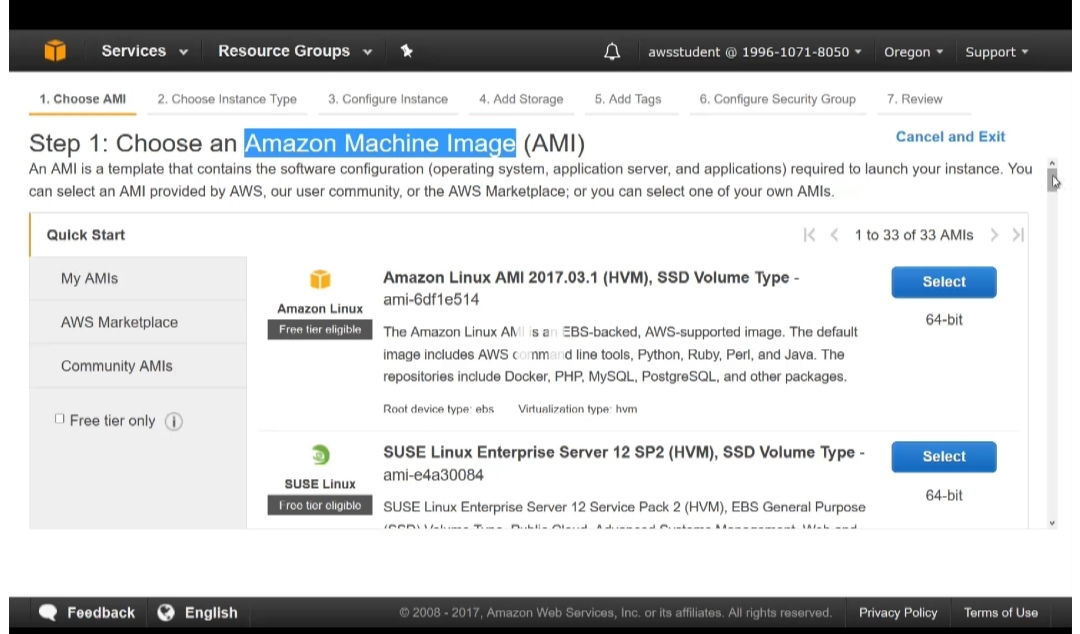 Services Resource Groups awsstudent @ 1996-1071-8050 Oregon Support
1. Choose AMI 2. Choose Instance Type 3. Configure Instance 4. Add Storage 5. Add Tags 6. Configure Security Group 7. Review
Step 1: Choose an Amazon Machine Image (AMI)
Cancel and Exit
An AMI is a template that contains the software configuration (operating system, application server, and applications) required to launch your instance. You
can select an AMI provided by AWS, our user community, or the AWS Marketplace; or you can select one of your own AMIs.
Quick Start
My AMIs
AWS Marketplace
Community AMIs
Free tier only
1 to 33 of 33 AMIs
Amazon Linux
Free tier eligible
Amazon Linux AMI 2017.03.1 (HVM), SSD Volume Type -
ami-6df1e514
The Amazon Linux AMI is an EBS-backed, AWS-supported image. The default
image includes AWS command line tools, Python, Ruby, Perl, and Java. The
repositories include Docker, PHP, MySQL, PostgreSQL, and other packages.
Root device type: ebs Virtualization type: hvm
Select
64-bit
SUSE Linux
Free tier eligible
SUSE Linux Enterprise Server 12 SP2 (HVM), SSD Volume Type -
ami-e4a30084
SUSE Linux Enterprise Server 12 Service Pack 2 (HVM), EBS General Purpose
(SSD) Volume Type, Public Cloud, Advanced Systems Management, Web and
Select
64-bit
Feedback English © 2008 - 2017, Amazon Web Services, Inc. or its affiliates. All rights reserved. Privacy Policy Terms of Use